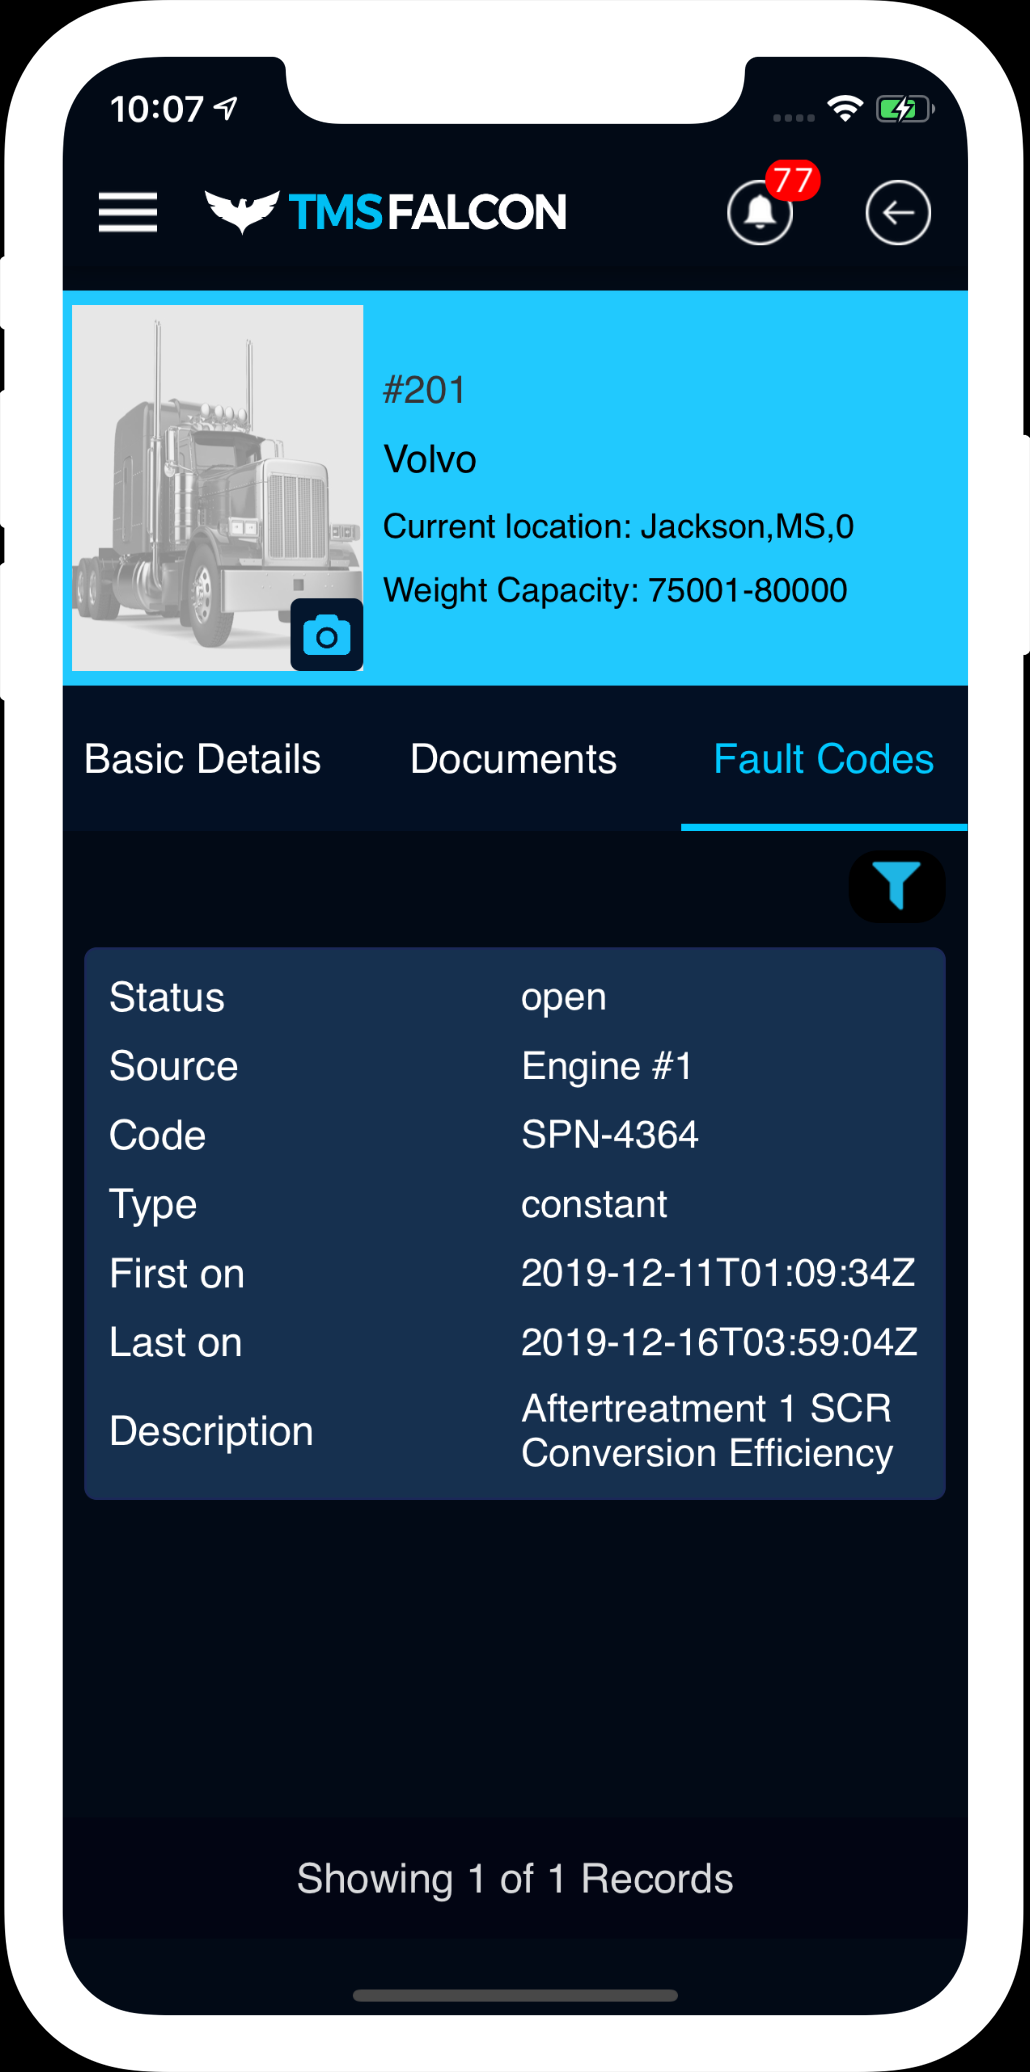 10:07
TMSFALCON
77
#201
Volvo
Current location: Jackson,MS,0
Weight Capacity: 75001-80000
Basic Details Documents Fault Codes
Status open
Source Engine #1
Code SPN-4364
Type constant
First on 2019-12-11T01:09:34Z
Last on 2019-12-16T03:59:04Z
Description Aftertreatment 1 SCR
Conversion Efficiency
Showing 1 of 1 Records